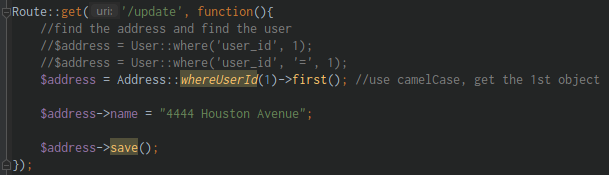 Route::get( uri: '/update', function(){
    //find the address and find the user
    //$address = User::where('user_id', 1);
    //$address = User::where('user_id', '=', 1);
    $address = Address::whereUserId(1)->first(); //use camelCase, get the 1st object
    $address->name = "4444 Houston Avenue";
    $address->save();
});